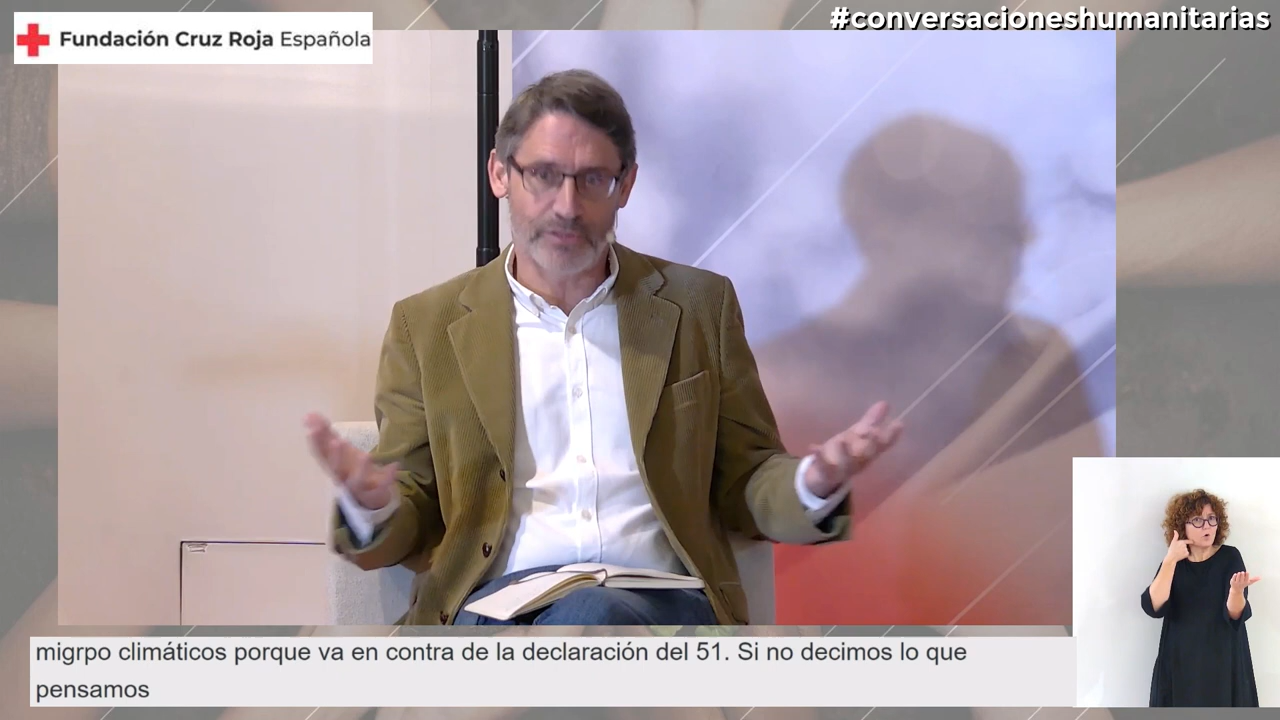 #conversacioneshumanitarias
Fundación Cruz Roja Española
migrpo climáticos porque va en contra de la declaración del 51. Si no decimos lo que
pensamos